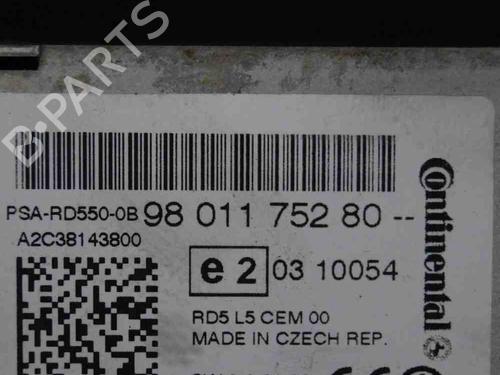 B-PARTS
PSA-RD550-0B 98 011 752 80 --
A2C38143800
e 2 03 10054
RD5 L5 CEM 00
MADE IN CZECH REP.
Continental